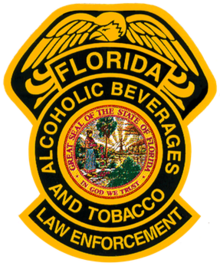 FLORIDA
ALCOHOLIC BEVERAGES
AND TOBACCO
GREAT SEAL OF THE STATE OF FLORIDA
IN GOD WE TRUST
LAW ENFORCEMENT